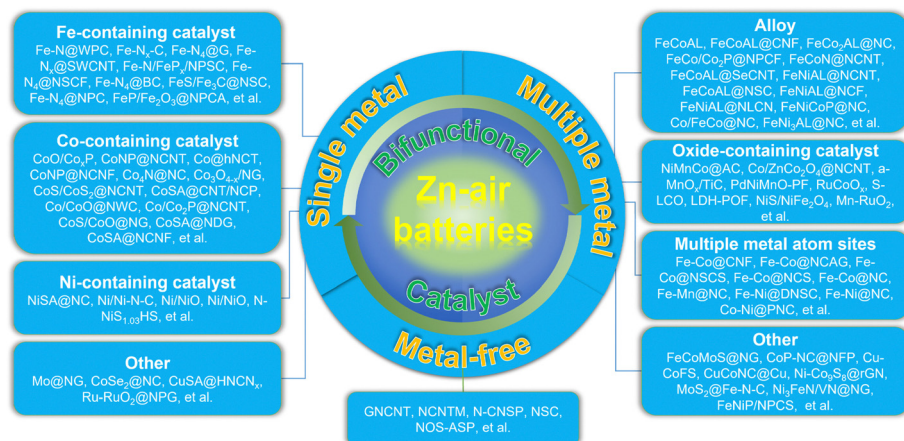 Fe-containing catalyst
Fe-N@WPC, Fe-Nₓ-C, Fe-N₄@G, Fe-
Nₓ@SWCNT, Fe-N/FePₓ/NPSC, Fe-
N₄@NSCF, Fe-N₄@BC, FeS/Fe₃C@NSC,
Fe-N₄@NPC, FeP/Fe₂O₃@NPCA, et al.
Co-containing catalyst
CoO/CoₓP, CoNP@NCNT, Co@hNCT,
CoNP@NCNF, Co₄N@NC, Co₃O₄₋ₓ/NG,
CoS/CoS₂@NCNT, CoSA@CNT/NCP,
Co/CoO@NWC, Co/Co₂P@NCNT,
CoS/CoO@NG, CoSA@NDG,
CoSA@NCNF, et al.
Ni-containing catalyst
NiSA@NC, Ni/Ni-N-C, Ni/NiO, Ni/NiO, N-
NiS₁.₀₃HS, et al.
Other
Mo@NG, CoSe₂@NC, CuSA@HNCNₓ,
Ru-RuO₂@NPG, et al.
Single metal
Multiple metal
Metal-free
Bifunctional
Zn-air
batteries
Catalyst
GNCNT, NCNTM, N-CNSP, NSC,
NOS-ASP, et al.
Alloy
FeCoAL, FeCoAL@CNF, FeCo₂AL@NC,
FeCo/Co₂P@NPCF, FeCoN@NCNT,
FeCoAL@SeCNT, FeNiAL@NCNT,
FeCoAL@NSC, FeNiAL@NCF,
FeNiAL@NLCN, FeNiCoP@NC,
Co/FeCo@NC, FeNi₃AL@NC, et al.
Oxide-containing catalyst
NiMnCo@AC, Co/ZnCo₂O₄@NCNT, a-
MnOₓ/TiC, PdNiMnO-PF, RuCoOₓ, S-
LCO, LDH-POF, NiS/NiFe₂O₄, Mn-RuO₂,
et al.
Multiple metal atom sites
Fe-Co@CNF, Fe-Co@NCAG, Fe-
Co@NSCS, Fe-Co@NCS, Fe-Co@NC,
Fe-Mn@NC, Fe-Ni@DNSC, Fe-Ni@NC,
Co-Ni@PNC, et al.
Other
FeCoMoS@NG, CoP-NC@NFP, Cu-
CoFS, CuCoNC@Cu, Ni-Co₉S₈@rGN,
MoS₂@Fe-N-C, Ni₃FeN/VN@NG,
FeNiP/NPCS, et al.